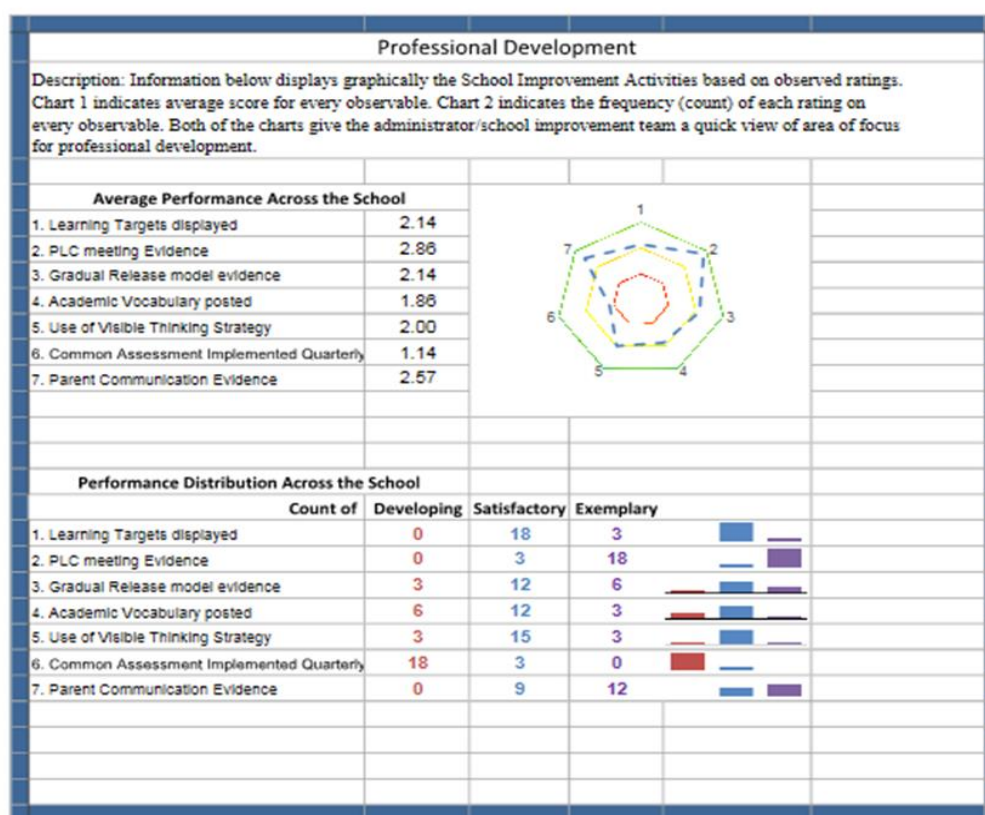 Professional Development
Description: Information below displays graphically the School Improvement Activities based on observed ratings.
Chart 1 indicates average score for every observable. Chart 2 indicates the frequency (count) of each rating on
every observable. Both of the charts give the administrator/school improvement team a quick view of area of focus
for professional development.
Average Performance Across the School
1. Learning Targets displayed 2.14
2. PLC meeting Evidence 2.86
3. Gradual Release model evidence 2.14
4. Academic Vocabulary posted 1.86
5. Use of Visible Thinking Strategy 2.00
6. Common Assessment Implemented Quarterly 1.14
7. Parent Communication Evidence 2.57
1
7 2
6 3
5 4
Performance Distribution Across the School
Count of Developing Satisfactory Exemplary
1. Learning Targets displayed 0 18 3
2. PLC meeting Evidence 0 3 18
3. Gradual Release model evidence 3 12 6
4. Academic Vocabulary posted 6 12 3
5. Use of Visible Thinking Strategy 3 15 3
6. Common Assessment Implemented Quarterly 18 3 0
7. Parent Communication Evidence 0 9 12